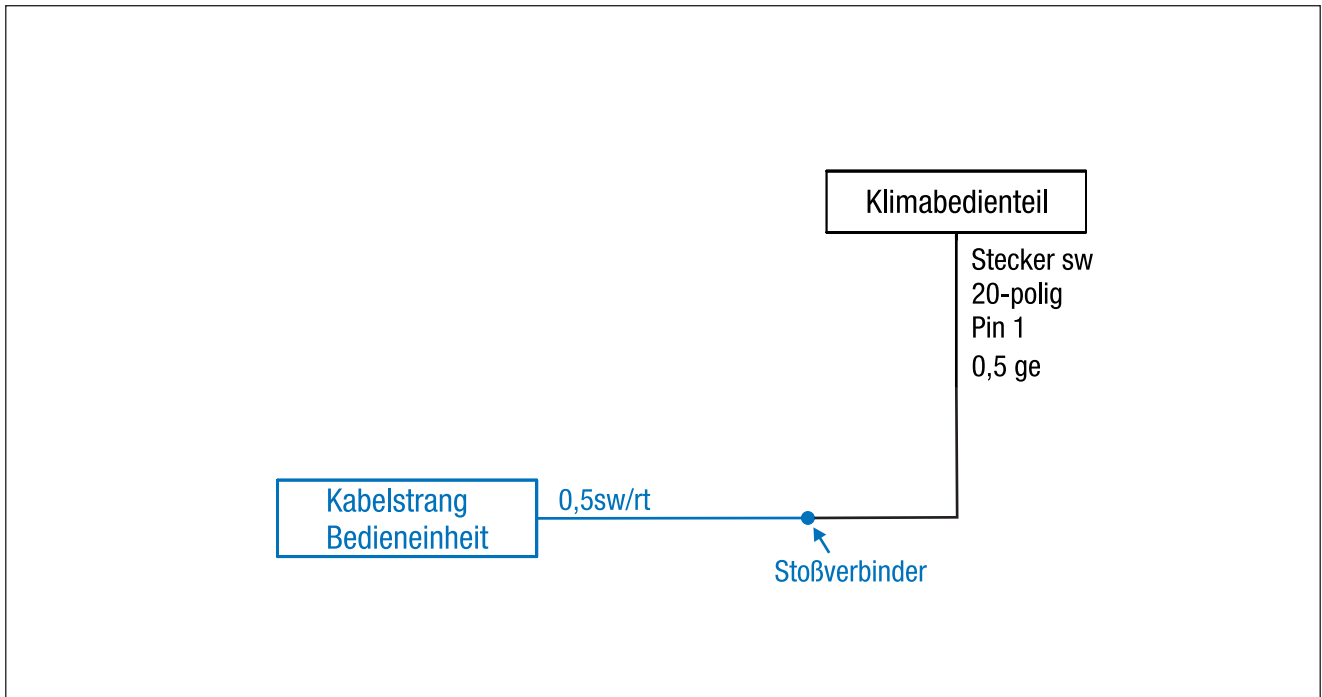 Klimabedienteil
Stecker sw
20-polig
Pin 1
0,5 ge
Kabelstrang
Bedieneinheit
0,5sw/rt
Stoßverbinder